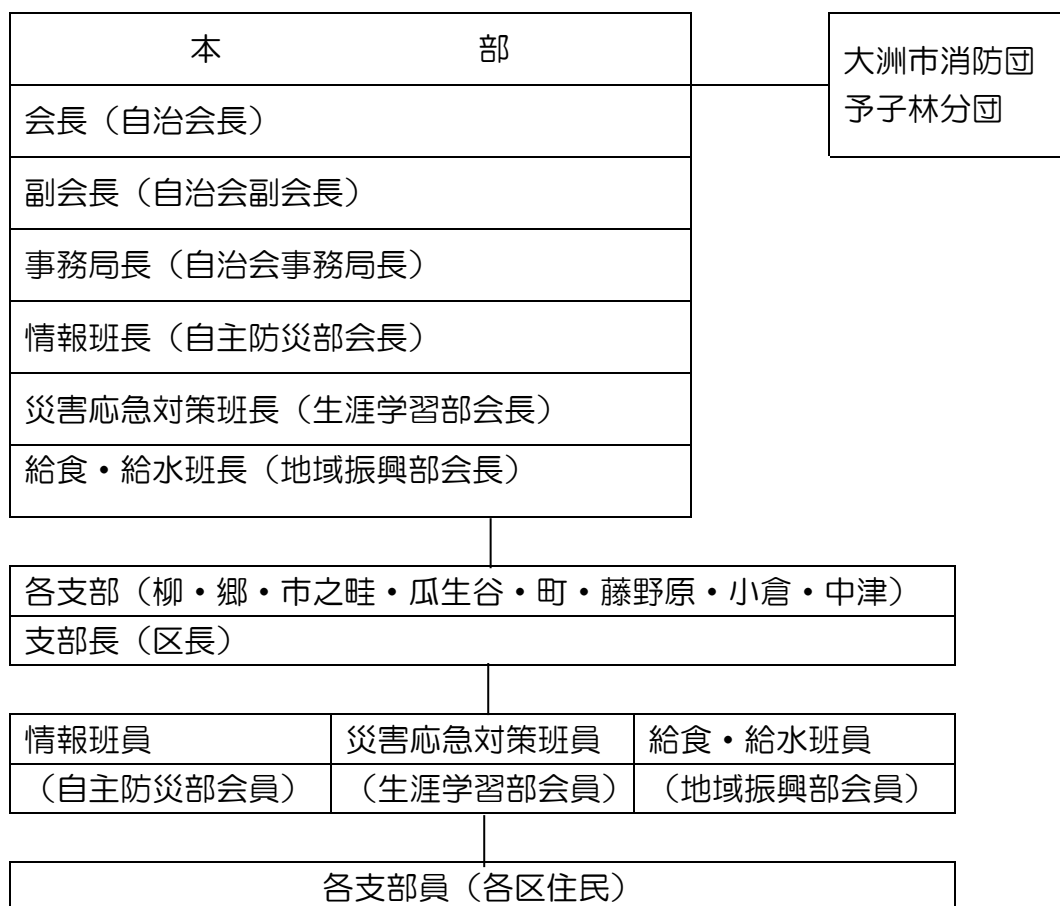 本　　　　　　　　部
大洲市消防団
予子林分団
会長（自治会長）
副会長（自治会副会長）
事務局長（自治会事務局長）
情報班長（自主防災部会長）
災害応急対策班長（生涯学習部会長）
給食・給水班長（地域振興部会長）
各支部（柳・郷・市之畦・瓜生谷・町・藤野原・小倉・中津）
支部長（区長）
情報班員　災害応急対策班員　給食・給水班員
（自主防災部会員）　（生涯学習部会員）　（地域振興部会員）
各支部員（各区住民）